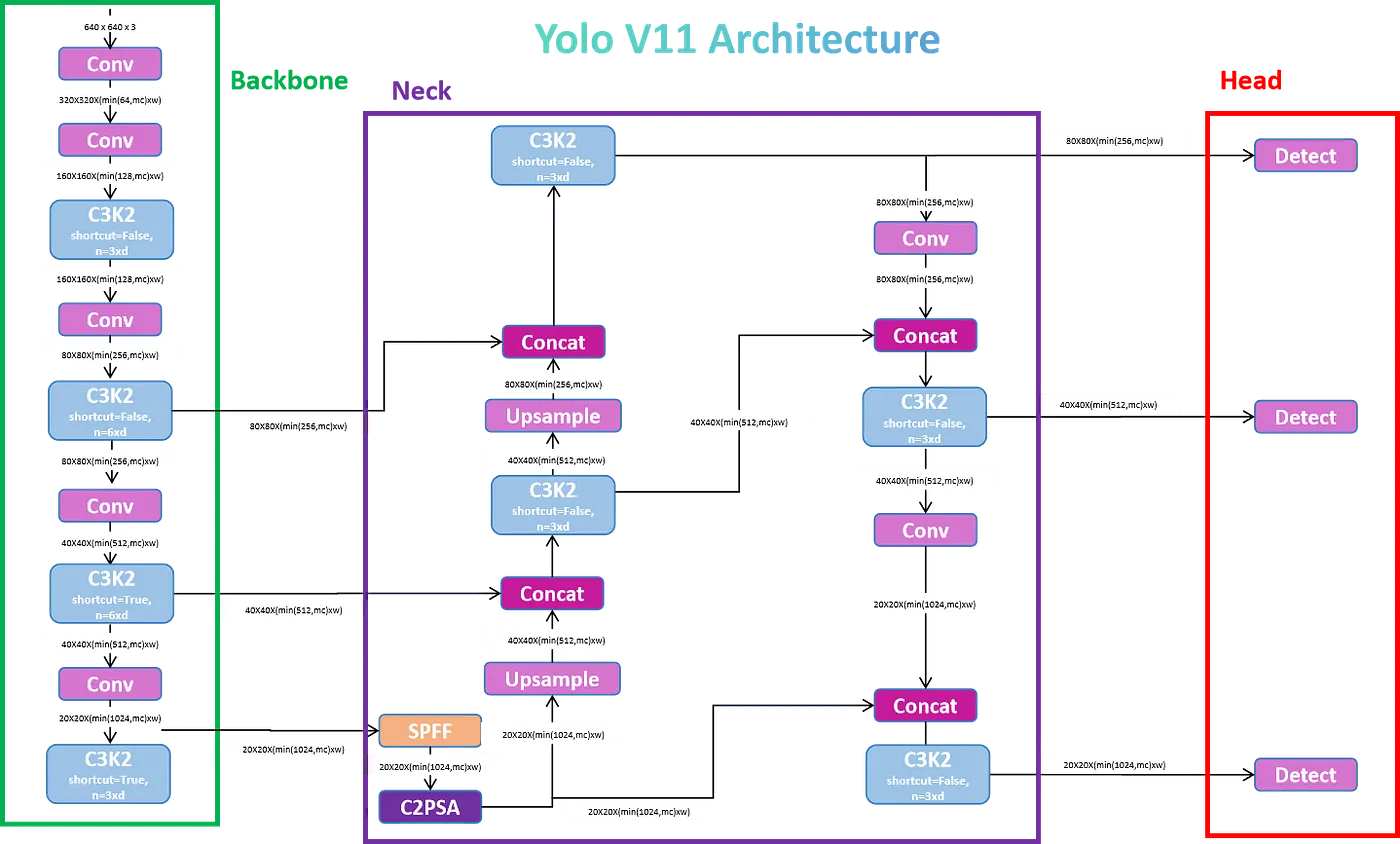 Yolo V11 Architecture
Backbone
640 x 640 x 3
Conv
320X320X(min(64,mc)xw)
Conv
160X160X(min(128,mc)xw)
C3K2
shortcut=False,
n=3xd
160X160X(min(128,mc)xw)
Conv
80X80X(min(256,mc)xw)
C3K2
shortcut=False,
n=6xd
80X80X(min(256,mc)xw)
80X80X(min(256,mc)xw)
Conv
40X40X(min(512,mc)xw)
C3K2
shortcut=True,
n=6xd
40X40X(min(512,mc)xw)
40X40X(min(512,mc)xw)
Conv
20X20X(min(1024,mc)xw)
20X20X(min(1024,mc)xw)
C3K2
shortcut=True,
n=3xd
Neck
C3K2
shortcut=False,
n=3xd
Concat
80X80X(min(256,mc)xw)
Upsample
40X40X(min(512,mc)xw)
C3K2
shortcut=False,
n=3xd
Concat
40X40X(min(512,mc)xw)
Upsample
20X20X(min(1024,mc)xw)
SPFF
20X20X(min(1024,mc)xw)
C2PSA
20X20X(min(1024,mc)xw)
40X40X(min(512,mc)xw)
80X80X(min(256,mc)xw)
Conv
80X80X(min(256,mc)xw)
Concat
C3K2
shortcut=False,
n=3xd
40X40X(min(512,mc)xw)
Conv
20X20X(min(1024,mc)xw)
Concat
C3K2
shortcut=False,
n=3xd
Head
80X80X(min(256,mc)xw)
Detect
40X40X(min(512,mc)xw)
Detect
20X20X(min(1024,mc)xw)
Detect